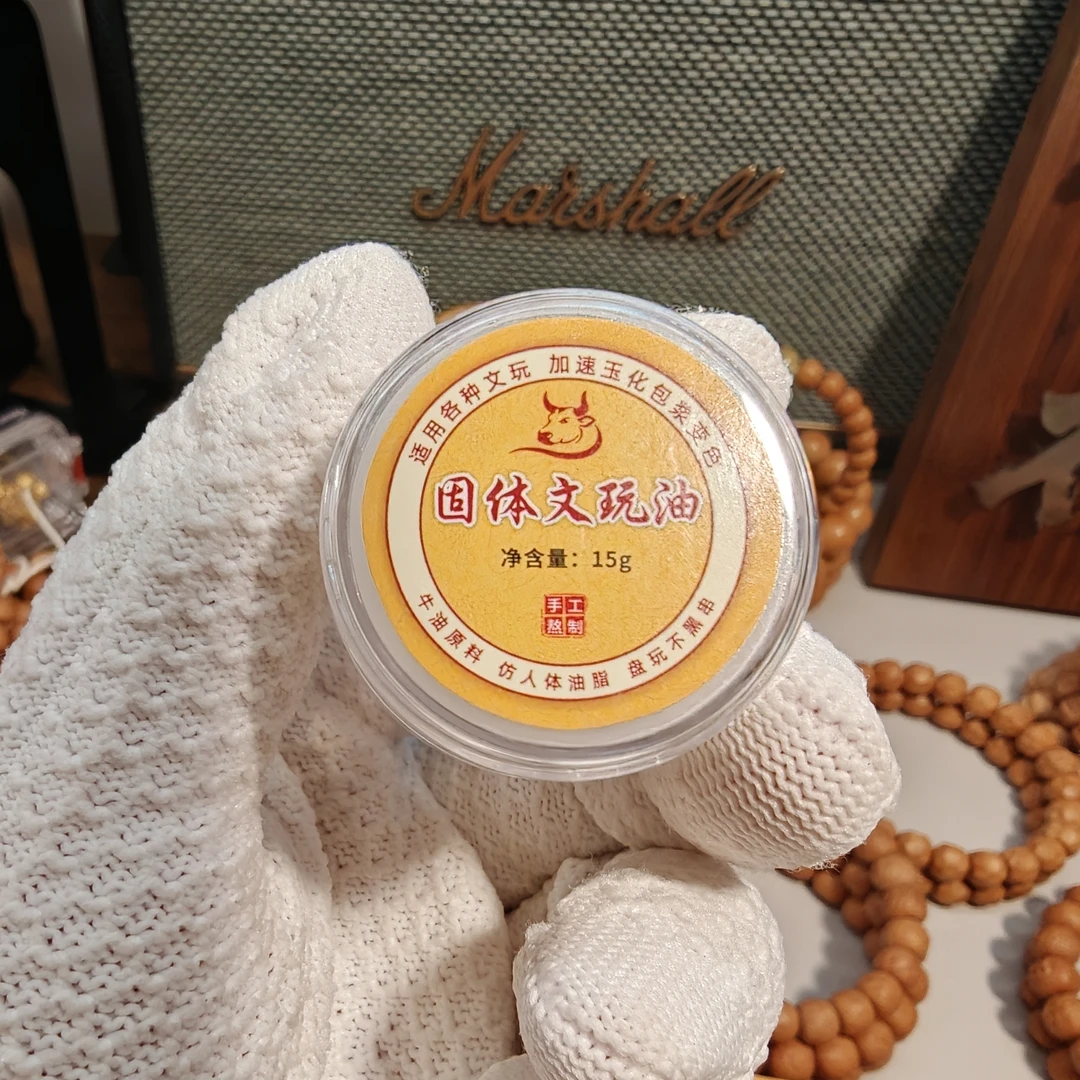 Marshall
适用各种文玩 加速玉化包浆变色
固体文玩油
净含量：15g
手工
熬制
牛油原料 仿人体油脂 盘玩不黑串